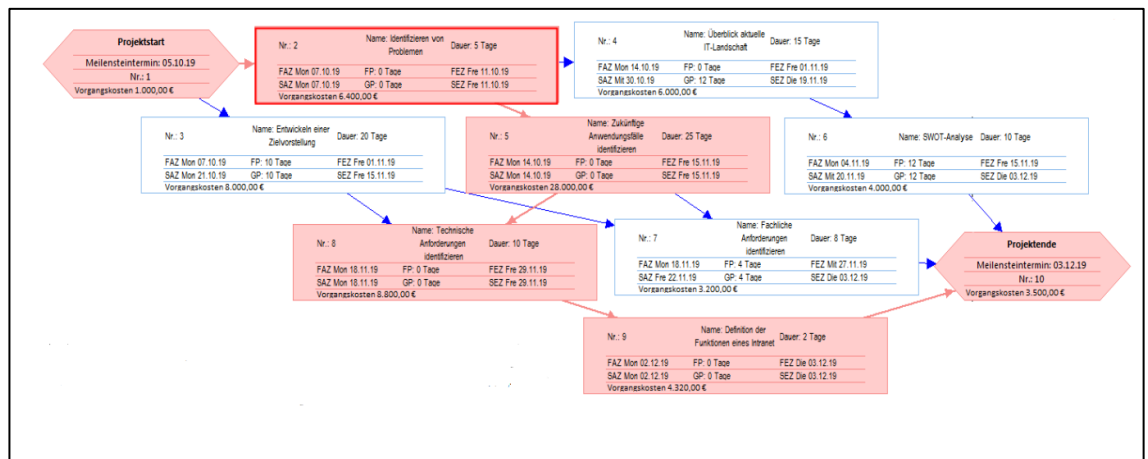 Projektstart
Meilensteintermin: 05.10.19
Nr.: 1
Vorgangskosten 1.000,00 €
Nr.: 2
Name: Identifizieren von
Problemen
Dauer: 5 Tage
FAZ Mon 07.10.19 FP: 0 Tage FEZ Fre 11.10.19
SAZ Mon 07.10.19 GP: 0 Tage SEZ Fre 11.10.19
Vorgangskosten 6.400,00 €
Nr.: 4
Name: Überblick aktuelle
IT-Landschaft
Dauer: 15 Tage
FAZ Mon 14.10.19 FP: 0 Tage FEZ Fre 01.11.19
SAZ Mit 30.10.19 GP: 12 Tage SEZ Die 19.11.19
Vorgangskosten 6.000,00 €
Nr.: 3
Name: Entwickeln einer
Zielvorstellung
Dauer: 20 Tage
FAZ Mon 07.10.19 FP: 10 Tage FEZ Fre 01.11.19
SAZ Mon 21.10.19 GP: 10 Tage SEZ Fre 15.11.19
Vorgangskosten 8.000,00 €
Nr.: 5
Name: Zukünftige
Anwendungsfälle
identifizieren
Dauer: 25 Tage
FAZ Mon 14.10.19 FP: 0 Tage FEZ Fre 15.11.19
SAZ Mon 14.10.19 GP: 0 Tage SEZ Fre 15.11.19
Vorgangskosten 28.000,00 €
Nr.: 6 Name: SWOT-Analyse Dauer: 10 Tage
FAZ Mon 04.11.19 FP: 12 Tage FEZ Fre 15.11.19
SAZ Mit 20.11.19 GP: 12 Tage SEZ Die 03.12.19
Vorgangskosten 4.000,00 €
Nr.: 8
Name: Technische
Anforderungen
identifizieren
Dauer: 10 Tage
FAZ Mon 18.11.19 FP: 0 Tage FEZ Fre 29.11.19
SAZ Mon 18.11.19 GP: 0 Tage SEZ Fre 29.11.19
Vorgangskosten 8.800,00 €
Nr.: 7
Name: Fachliche
Anforderungen
identifizieren
Dauer: 8 Tage
FAZ Mon 18.11.19 FP: 4 Tage FEZ Mit 27.11.19
SAZ Fre 22.11.19 GP: 4 Tage SEZ Die 03.12.19
Vorgangskosten 3.200,00 €
Projektende
Meilensteintermin: 03.12.19
Nr.: 10
Vorgangskosten 3.500,00 €
Nr.: 9
Name: Definition der
Funktionen eines Intranet
Dauer: 2 Tage
FAZ Mon 02.12.19 FP: 0 Tage FEZ Die 03.12.19
SAZ Mon 02.12.19 GP: 0 Tage SEZ Die 03.12.19
Vorgangskosten 4.320,00 €